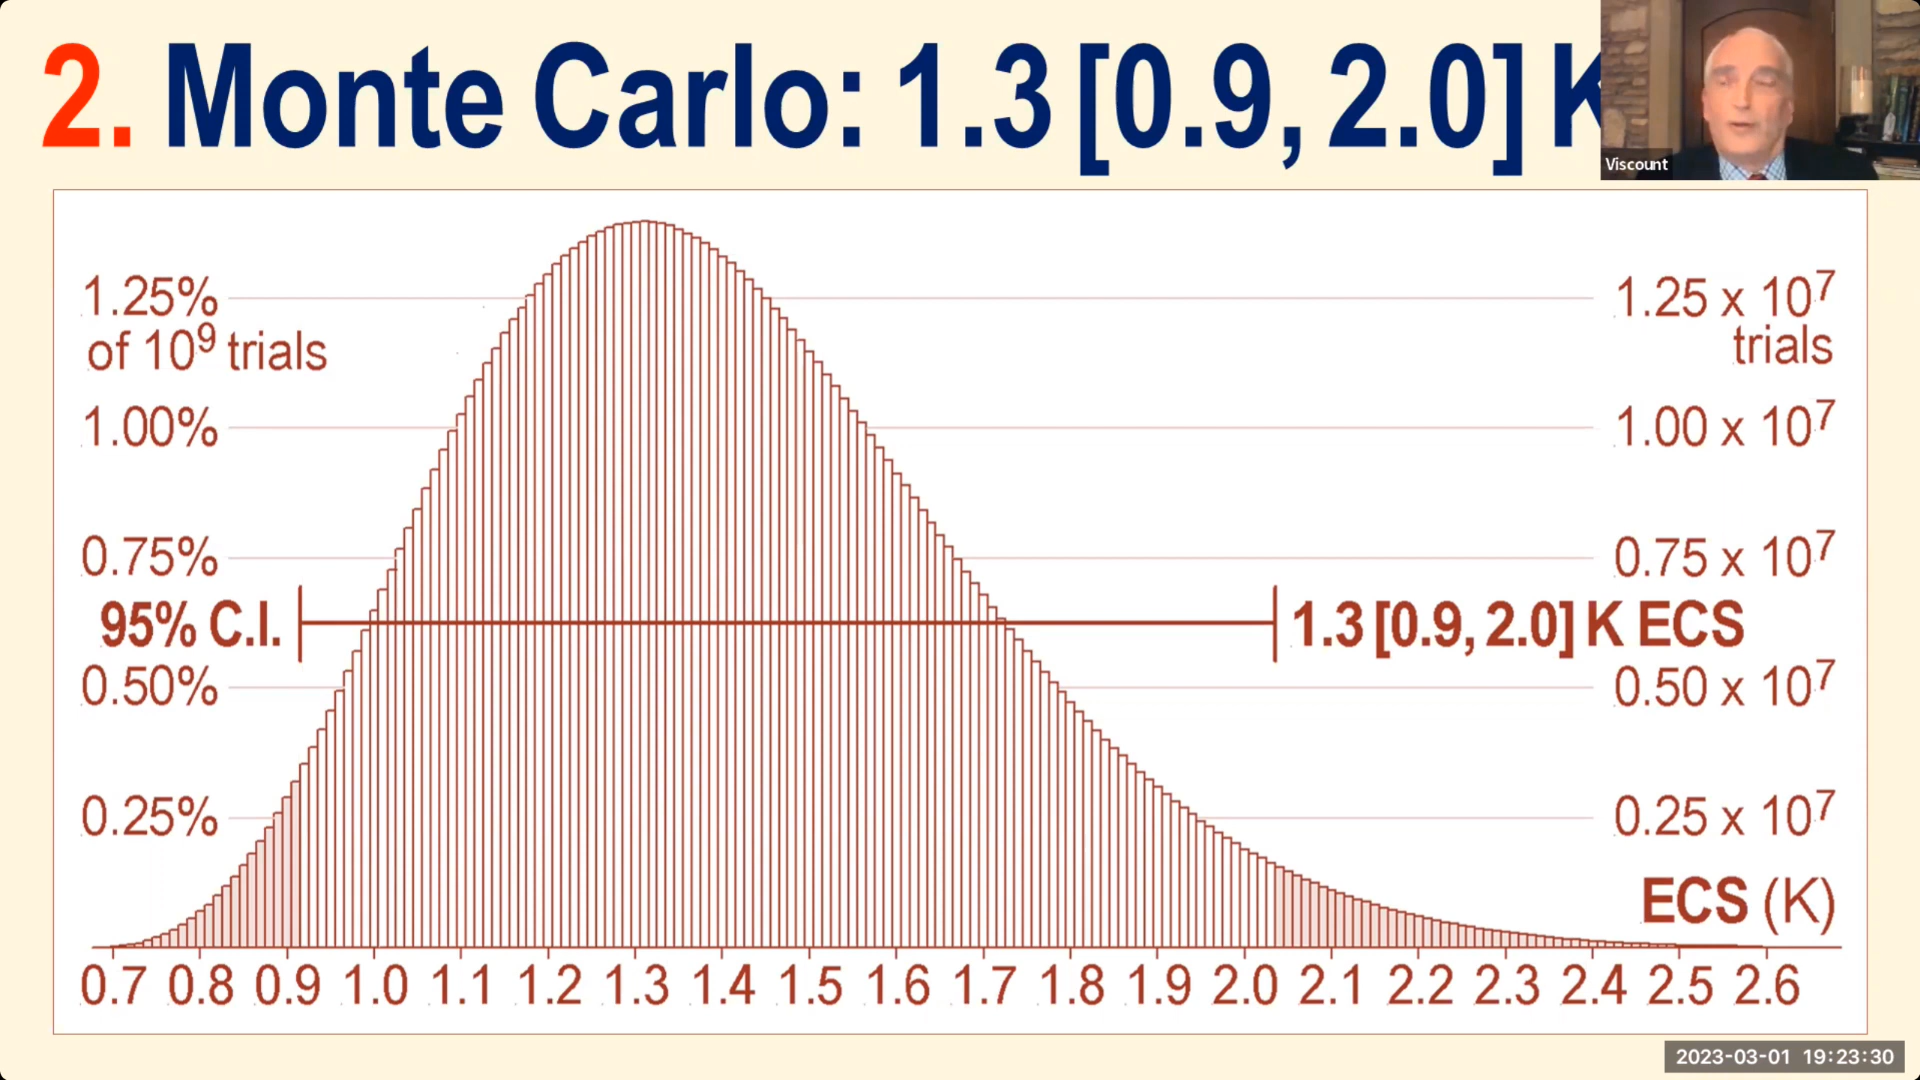 2. Monte Carlo: 1.3 [0.9, 2.0] K
Viscount
1.25%
of 10⁹ trials
1.00%
0.75%
95% C.I.
0.50%
0.25%
1.25 x 10⁷
trials
1.00 x 10⁷
0.75 x 10⁷
1.3 [0.9, 2.0] K ECS
0.50 x 10⁷
0.25 x 10⁷
ECS (K)
0.7 0.8 0.9 1.0 1.1 1.2 1.3 1.4 1.5 1.6 1.7 1.8 1.9 2.0 2.1 2.2 2.3 2.4 2.5 2.6
2023-03-01 19:23:30